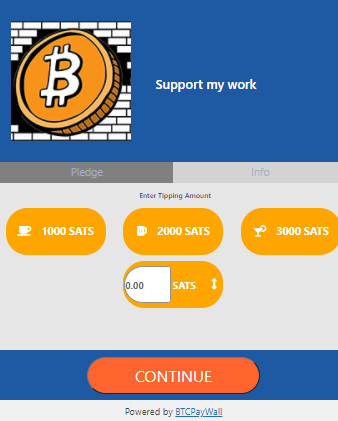 Support my work
Pledge Info
Enter Tipping Amount
1000 SATS 2000 SATS 3000 SATS
0.00 SATS
CONTINUE
Powered by BTCPayWall